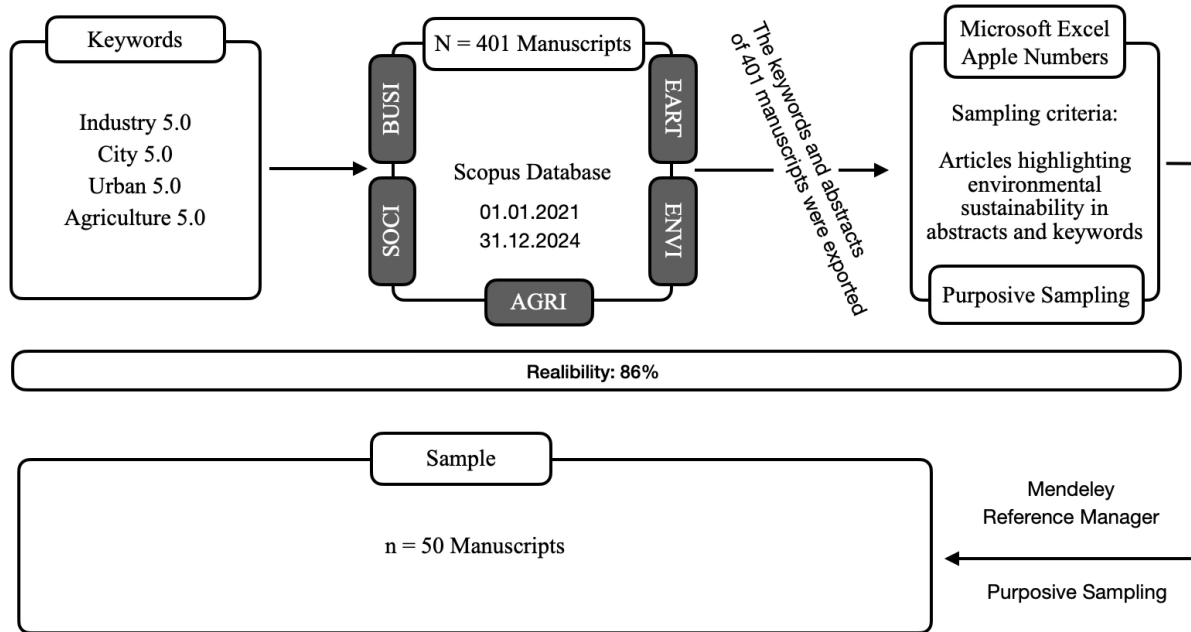 Keywords
Industry 5.0
City 5.0
Urban 5.0
Agriculture 5.0
N = 401 Manuscripts
BUSI
SOCI
EART
ENVI
AGRI
Scopus Database
01.01.2021
31.12.2024
The keywords and abstracts
of 401 manuscripts were exported
Microsoft Excel
Apple Numbers
Sampling criteria:
Articles highlighting
environmental
sustainability in
abstracts and keywords
Purposive Sampling
Realibility: 86%
Sample
n = 50 Manuscripts
Mendeley
Reference Manager
Purposive Sampling